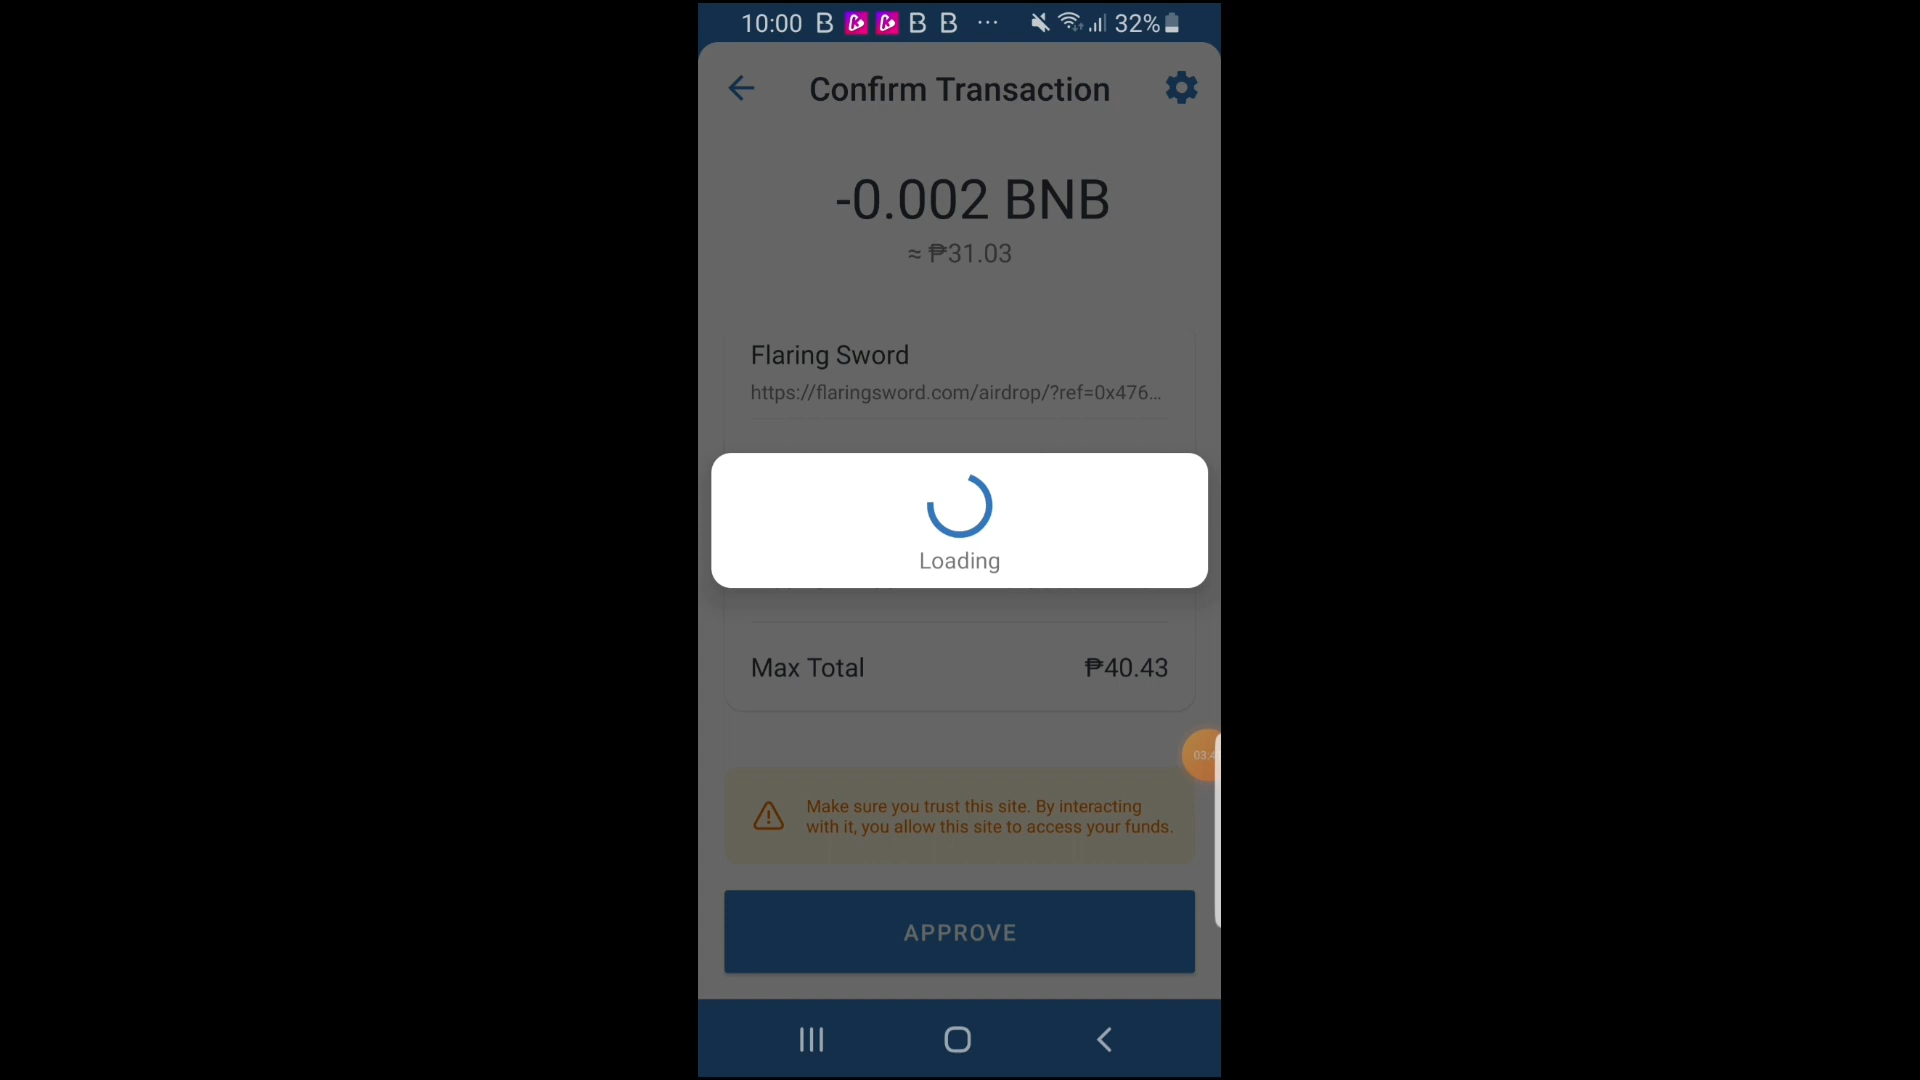 10:00 B B B ... 32%
Confirm Transaction
-0.002 BNB
≈ ₱31.03
Flaring Sword
https://flaringsword.com/airdrop/?ref=0x476...
Loading
Max Total ₱40.43
Make sure you trust this site. By interacting
with it, you allow this site to access your funds.
APPROVE